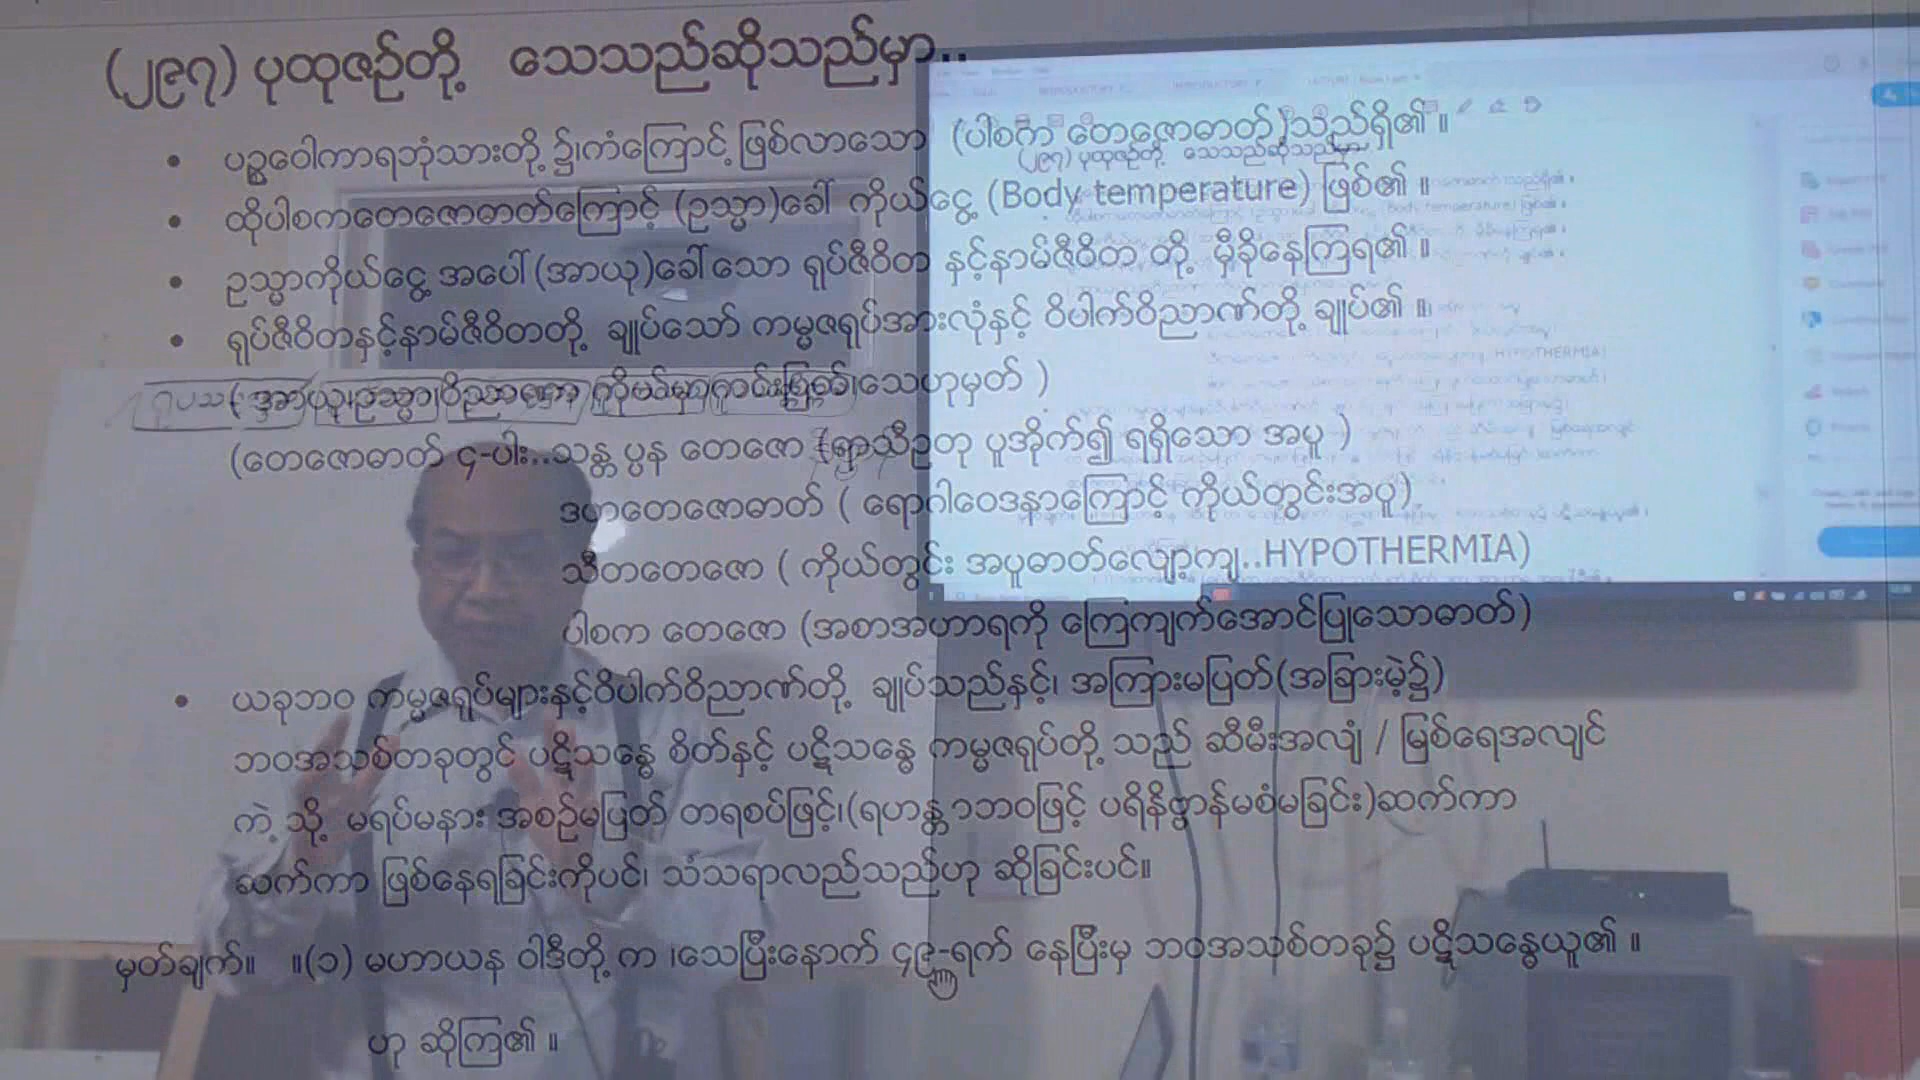 (၂၉၇) ပုထုဇဉ်တို့ သေသည်ဆိုသည်မှာ..
• ပဉ္စဝေါကာရဘုံသားတို့၌၊ကံကြောင့်ဖြစ်လာသော (ပါစက တေဇောဓာတ်)သည်ရှိ၏။
• ထိုပါစကတေဇောဓာတ်ကြောင့် (ဥသ္မာ)ခေါ် ကိုယ်ငွေ့ (Body temperature) ဖြစ်၏။
• ဥသ္မာကိုယ်ငွေ့အပေါ်(အာယု)ခေါ်သော ရုပ်ဇီဝိတ နှင့်နာမ်ဇီဝိတ တို့ မှီခိုနေကြရ၏။
• ရုပ်ဇီဝိတနှင့်နာမ်ဇီဝိတတို့ ချုပ်သော် ကမ္မဇရုပ်အားလုံးနှင့် ဝိပါက်ဝိညာဏ်တို့ ချုပ်၏။
အာယု၊ဥသ္မာ၊ ကိုယ်မှာ သေဟုမှတ် )
(တေဇောဓာတ် ၄-ပါး..သန္တပ္ပန တေဇော (ရာသီဥတု ပူအိုက်၍ ရရှိသော အပူ )
ဒဟတေဇောဓာတ် ( ရောဂါဝေဒနာကြောင့် ကိုယ်တွင်းအပူ)
သီတတေဇော ( ကိုယ်တွင်း အပူဓာတ်လျော့ကျ..HYPOTHERMIA)
ပါစက တေဇော (အစာအဟာရကို ကြေကျက်အောင်ပြုသောဓာတ်)
• ယခုဘဝ ကမ္မဇရုပ်များနှင့်ဝိပါက်ဝိညာဏ်တို့ ချုပ်သည်နှင့်၊ အကြားမပြတ်(အခြားမဲ့၌)
ဘဝအသစ်တခုတွင် ပဋိသန္ဓေ စိတ်နှင့် ပဋိသန္ဓေ ကမ္မဇရုပ်တို့ သည် ဆီမီးအလျံ / မြစ်ရေအလျင်
ကဲ့သို့ မရပ်မနား အစဉ်မပြတ် တရစပ်ဖြင့်၊(ရဟန္တာဘဝဖြင့် ပရိနိဗ္ဗာန်မစံမခြင်း)ဆက်ကာ
ဆက်ကာ ဖြစ်နေရခြင်းကိုပင်၊ သံသရာလည်သည်ဟု ဆိုခြင်းပင်။
မှတ်ချက်။ ။(၁) မဟာယန ဝါဒီတို့ က ၊သေပြီးနောက် ၄၉-ရက် နေပြီးမှ ဘဝအသစ်တခု၌ ပဋိသန္ဓေယူ၏။
ဟု ဆိုကြ၏။